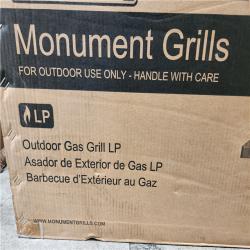 Monument Grills
FOR OUTDOOR USE ONLY - HANDLE WITH CARE
LP
Outdoor Gas Grill LP
Asador de Exterior de Gas LP
Barbecue d'Extérieur au Gaz
WWW.MONUMENTGRILLS.COM